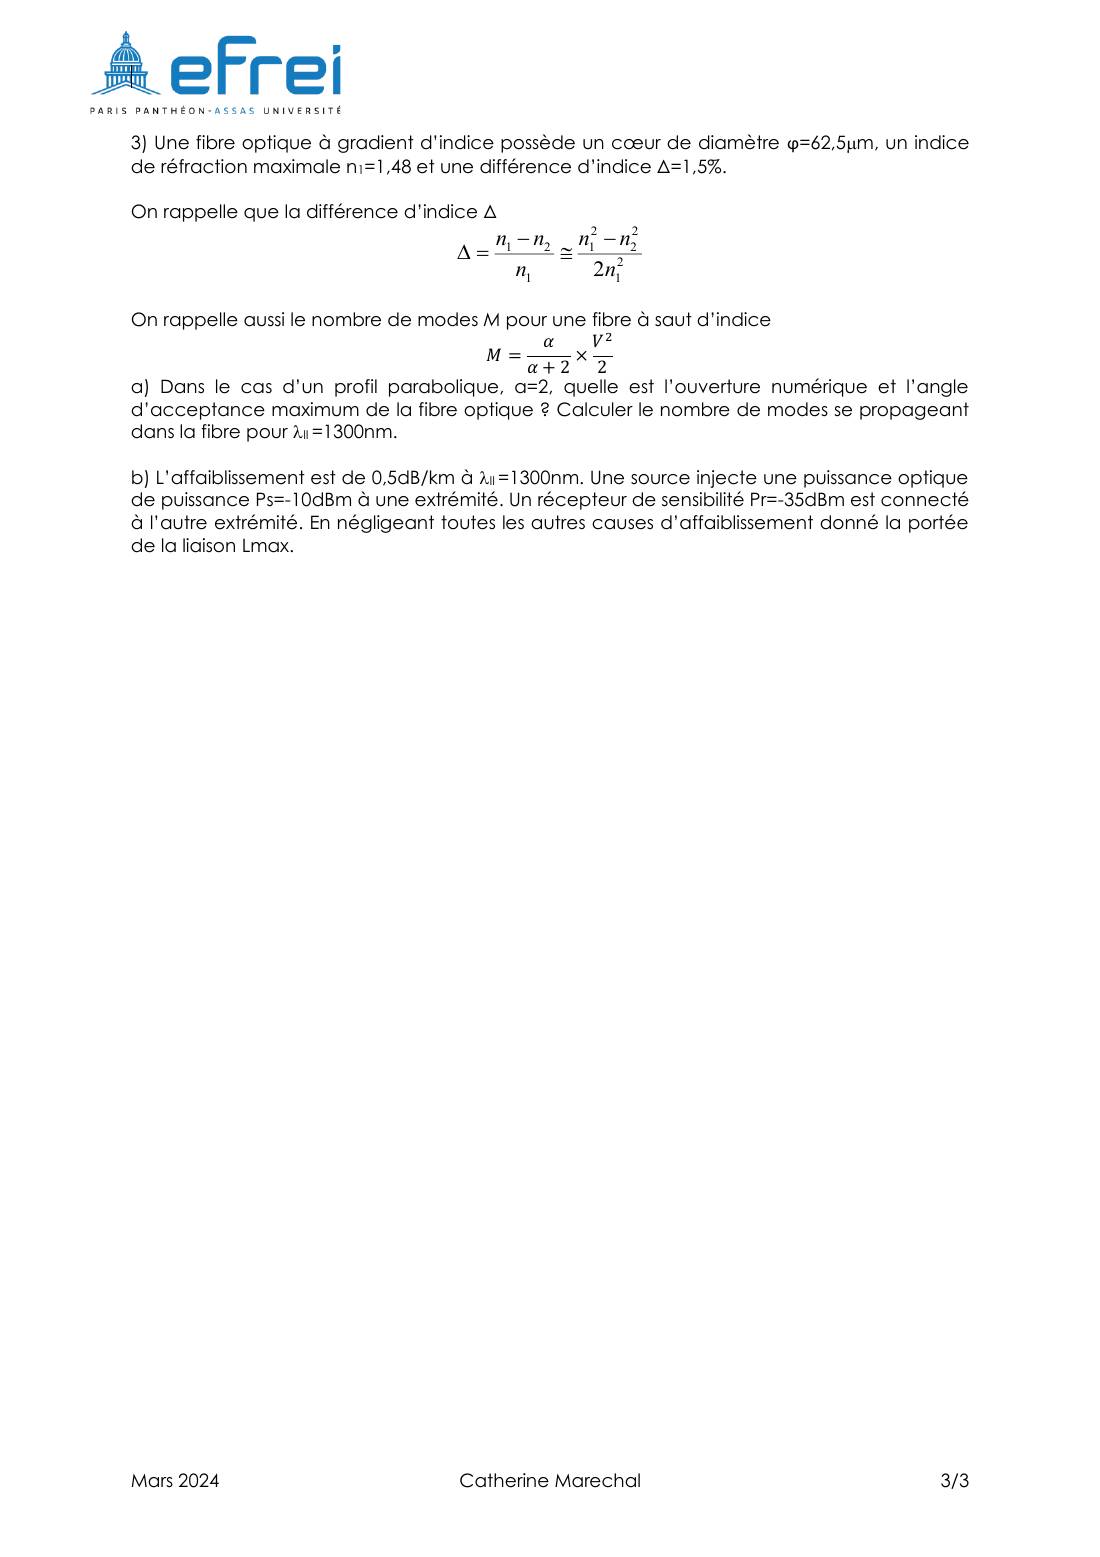 efrei
PARIS PANTHÉON-ASSAS UNIVERSITÉ
3) Une fibre optique à gradient d’indice possède un cœur de diamètre φ=62,5μm, un indice
de réfraction maximale n₁=1,48 et une différence d’indice Δ=1,5%.
On rappelle que la différence d’indice Δ
Δ = (n₁ − n₂)/n₁ ≅ (n₁² − n₂²)/(2n₁²)
On rappelle aussi le nombre de modes M pour une fibre à saut d’indice
M = α/(α + 2) × V²/2
a) Dans le cas d’un profil parabolique, a=2, quelle est l’ouverture numérique et l’angle
d’acceptance maximum de la fibre optique ? Calculer le nombre de modes se propageant
dans la fibre pour λII =1300nm.
b) L’affaiblissement est de 0,5dB/km à λII =1300nm. Une source injecte une puissance optique
de puissance Ps=-10dBm à une extrémité. Un récepteur de sensibilité Pr=-35dBm est connecté
à l’autre extrémité. En négligeant toutes les autres causes d’affaiblissement donné la portée
de la liaison Lmax.
Mars 2024 Catherine Marechal 3/3